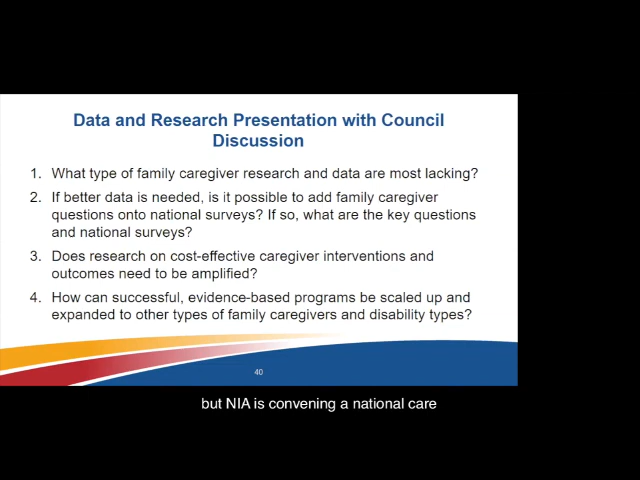 Data and Research Presentation with Council
Discussion
1. What type of family caregiver research and data are most lacking?
2. If better data is needed, is it possible to add family caregiver
questions onto national surveys? If so, what are the key questions
and national surveys?
3. Does research on cost-effective caregiver interventions and
outcomes need to be amplified?
4. How can successful, evidence-based programs be scaled up and
expanded to other types of family caregivers and disability types?
40
but NIA is convening a national care